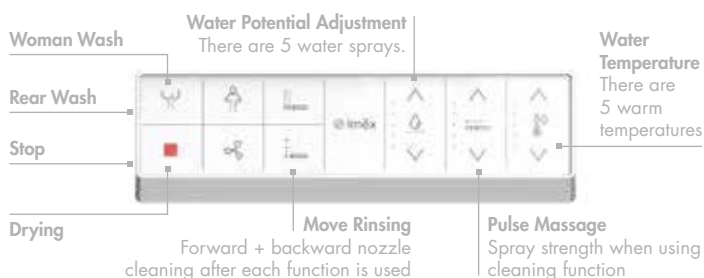 Water Potential Adjustment
There are 5 water sprays.
Woman Wash
Rear Wash
Stop
Drying
Water
Temperature
There are
5 warm
temperatures
imex
Move Rinsing
Forward + backward nozzle
cleaning after each function is used
Pulse Massage
Spray strength when using
cleaning function